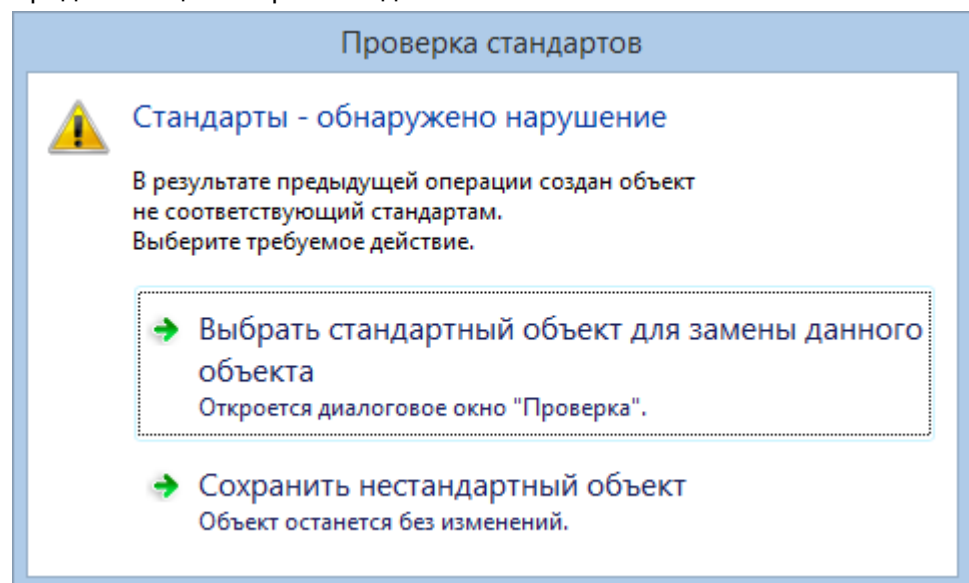 Проверка стандартов
Стандарты - обнаружено нарушение
В результате предыдущей операции создан объект
не соответствующий стандартам.
Выберите требуемое действие.
Выбрать стандартный объект для замены данного
объекта
Откроется диалоговое окно "Проверка".
Сохранить нестандартный объект
Объект останется без изменений.